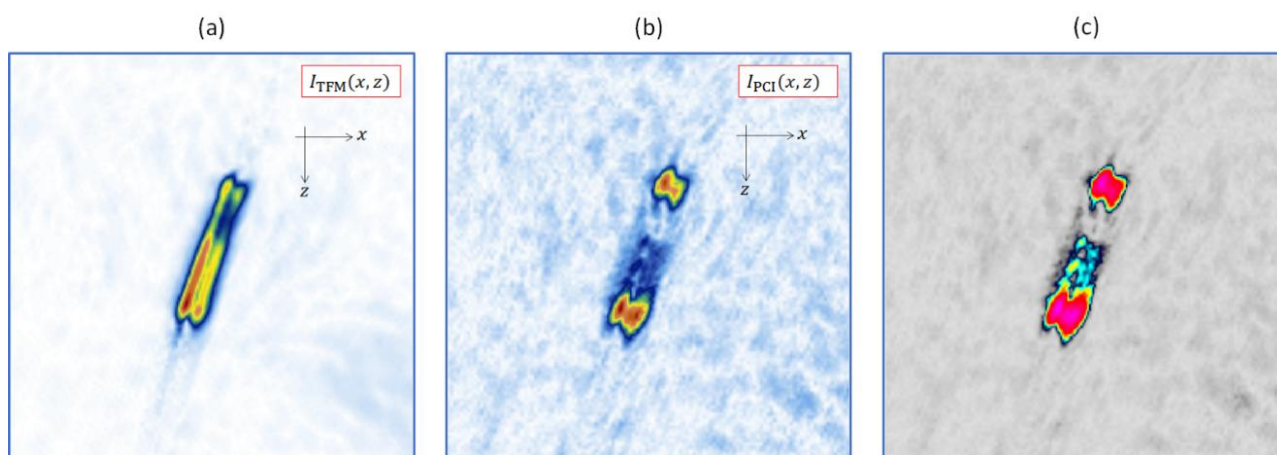 (a)
(b)
(c)
I_TFM(x, z)
x
z
I_PCI(x, z)
x
z